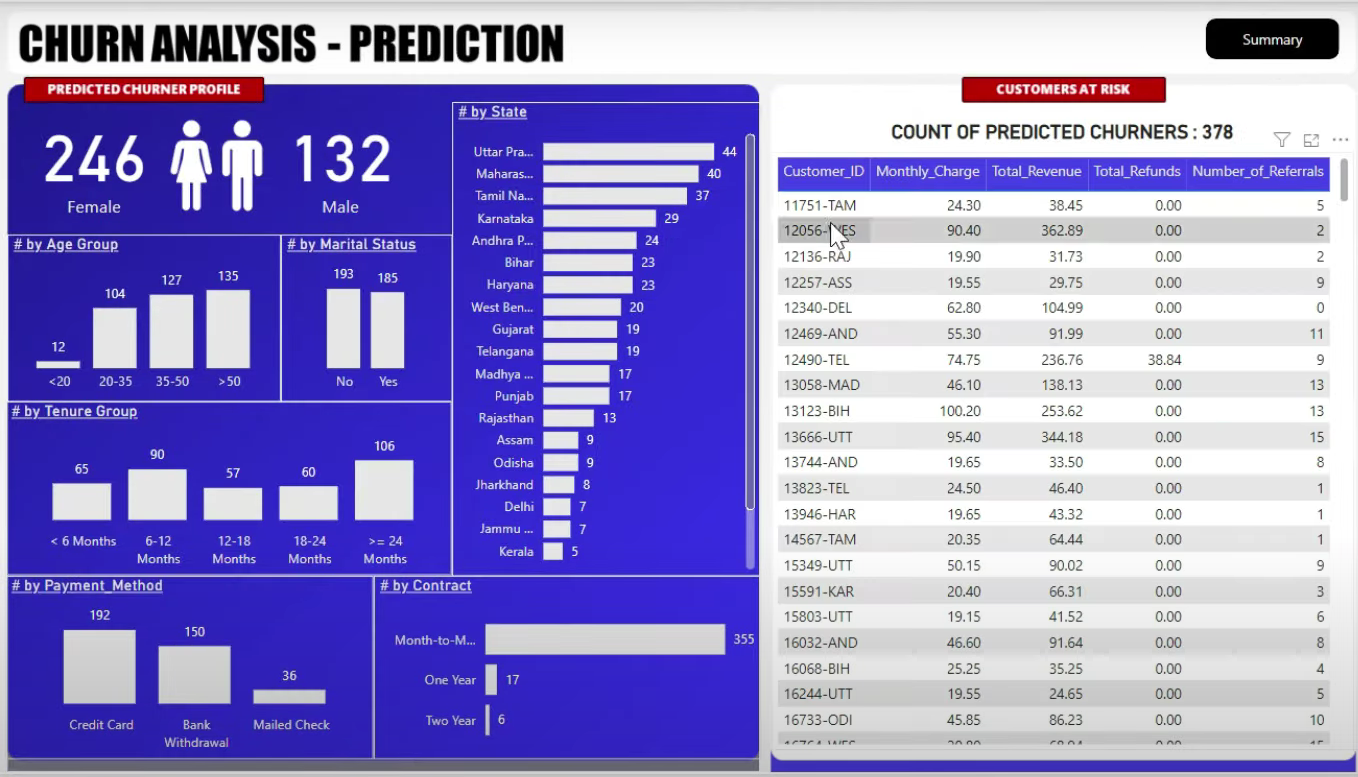 CHURN ANALYSIS - PREDICTION
Summary
PREDICTED CHURNER PROFILE
246
Female
132
Male
# by Age Group
12 104 127 135
<20 20-35 35-50 >50
# by Marital Status
193 185
No Yes
# by Tenure Group
65 90 57 60 106
< 6 Months 6-12 Months 12-18 Months 18-24 Months >= 24 Months
# by Payment_Method
192 150 36
Credit Card Bank Withdrawal Mailed Check
# by State
Uttar Pra... 44
Maharas... 40
Tamil Na... 37
Karnataka 29
Andhra P... 24
Bihar 23
Haryana 23
West Ben... 20
Gujarat 19
Telangana 19
Madhya ... 17
Punjab 17
Rajasthan 13
Assam 9
Odisha 9
Jharkhand 8
Delhi 7
Jammu ... 7
Kerala 5
# by Contract
Month-to-M... 355
One Year 17
Two Year 6
CUSTOMERS AT RISK
COUNT OF PREDICTED CHURNERS : 378
Customer_ID Monthly_Charge Total_Revenue Total_Refunds Number_of_Referrals
11751-TAM 24.30 38.45 0.00 5
12056-WES 90.40 362.89 0.00 2
12136-RAJ 19.90 31.73 0.00 2
12257-ASS 19.55 29.75 0.00 9
12340-DEL 62.80 104.99 0.00 0
12469-AND 55.30 91.99 0.00 11
12490-TEL 74.75 236.76 38.84 9
13058-MAD 46.10 138.13 0.00 13
13123-BIH 100.20 253.62 0.00 13
13666-UTT 95.40 344.18 0.00 15
13744-AND 19.65 33.50 0.00 8
13823-TEL 24.50 46.40 0.00 1
13946-HAR 19.65 43.32 0.00 1
14567-TAM 20.35 64.44 0.00 1
15349-UTT 50.15 90.02 0.00 9
15591-KAR 20.40 66.31 0.00 3
15803-UTT 19.15 41.52 0.00 6
16032-AND 46.60 91.64 0.00 8
16068-BIH 25.25 35.25 0.00 4
16244-UTT 19.55 24.65 0.00 5
16733-ODI 45.85 86.23 0.00 10